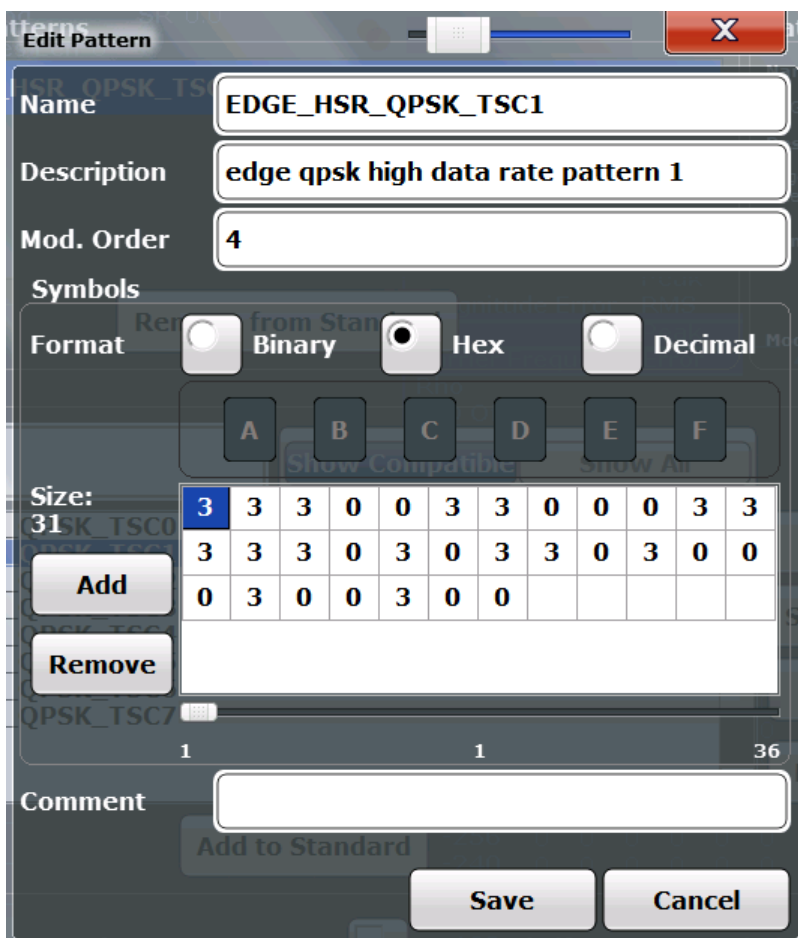 Edit Pattern
X
Name EDGE_HSR_QPSK_TSC1
Description edge qpsk high data rate pattern 1
Mod. Order 4
Symbols
Format Binary Hex Decimal
A B C D E F
Show Compatible Show All
Size:
31
3 3 3 0 0 3 3 0 0 0 3 3
3 3 3 0 3 0 3 3 0 3 0 0
0 3 0 0 3 0 0
Add
Remove
QPSK_TSC7
1 1 36
Comment
Add to Standard
Save Cancel